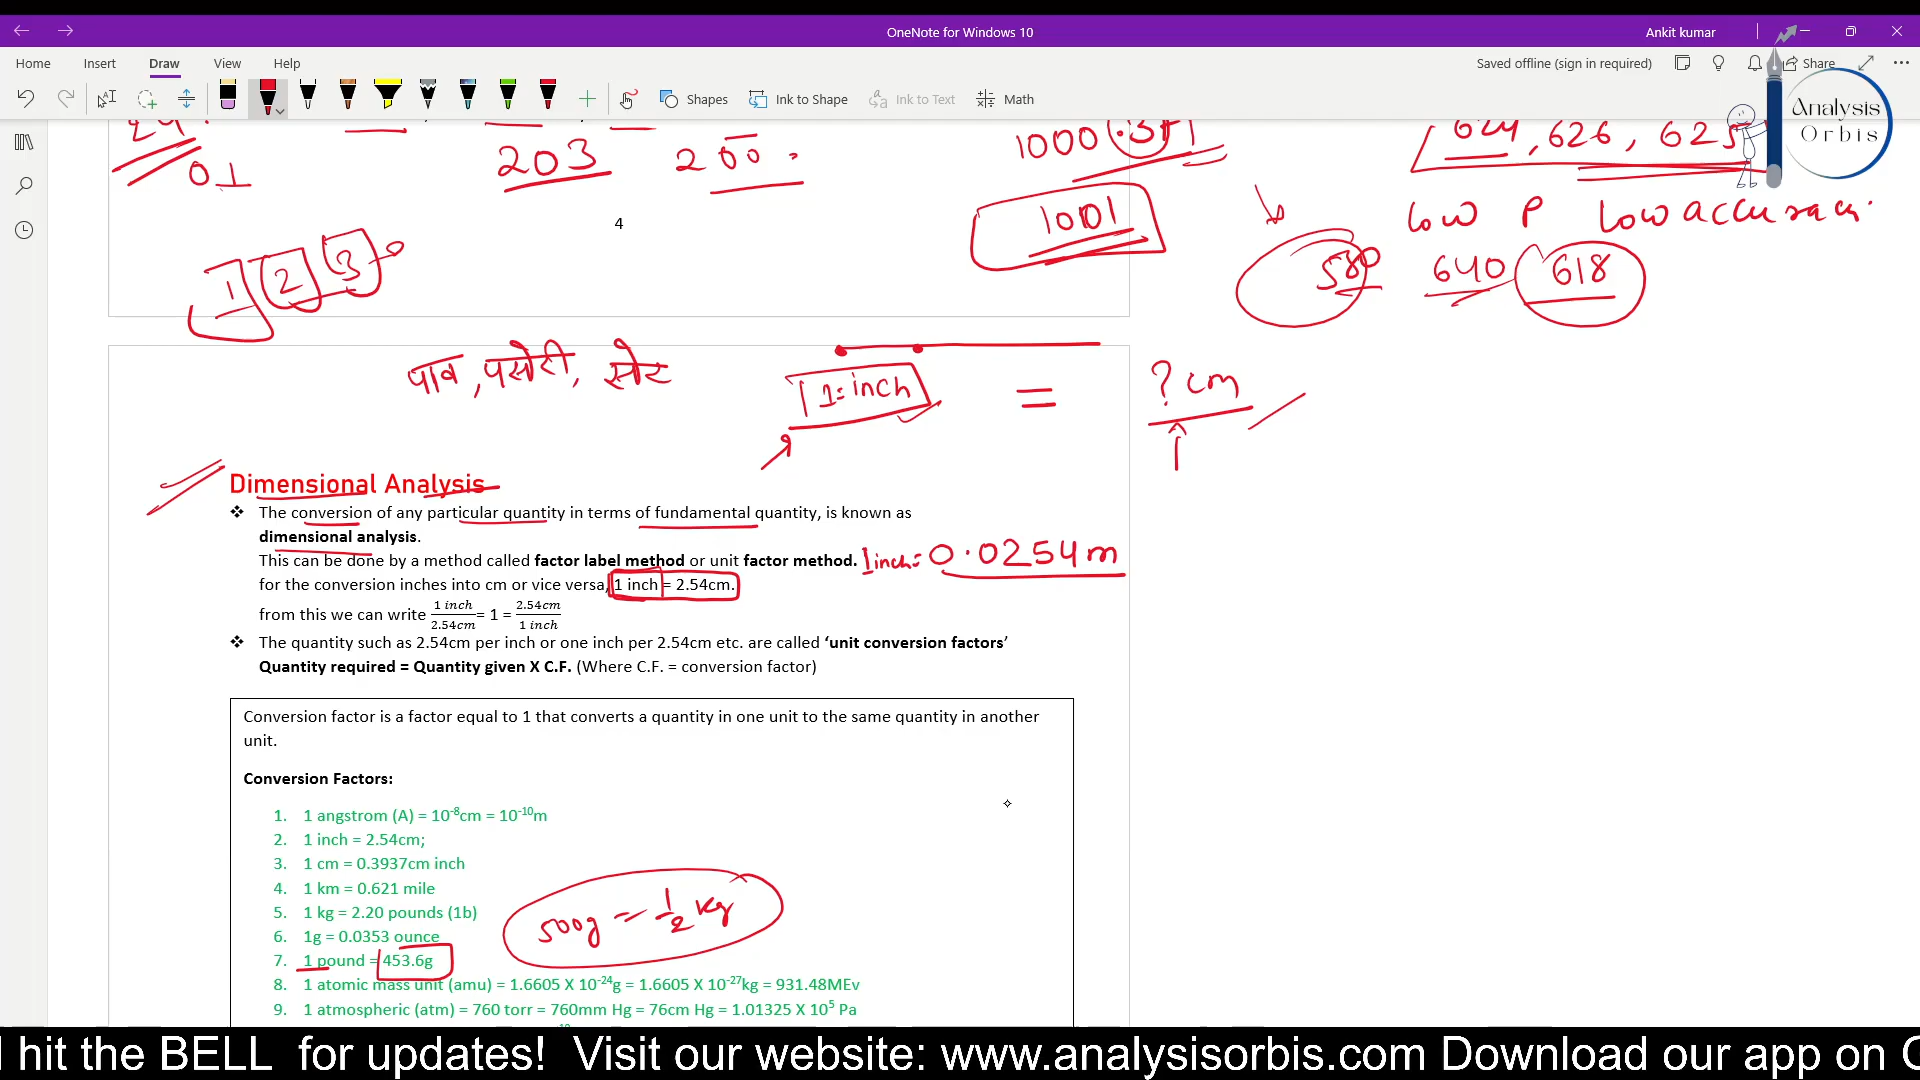 OneNote for Windows 10
Ankit kumar
Home Insert Draw View Help
Saved offline (sign in required)
Share
Shapes
Ink to Shape
Ink to Text
Math
Analysis
Orbis
01
203
200
1001
626, 625
low P low accuracy
580 640 618
4
1 2 3
पाव, पसेरी, सेर
1 inch = ? cm
Dimensional Analysis
❖ The conversion of any particular quantity in terms of fundamental quantity, is known as
dimensional analysis.
This can be done by a method called factor label method or unit factor method.
1 inch = 0.0254 m
for the conversion inches into cm or vice versa, 1 inch = 2.54cm.
from this we can write 1 inch/2.54cm = 1 = 2.54cm/1 inch
❖ The quantity such as 2.54cm per inch or one inch per 2.54cm etc. are called ‘unit conversion factors’
Quantity required = Quantity given X C.F. (Where C.F. = conversion factor)
Conversion factor is a factor equal to 1 that converts a quantity in one unit to the same quantity in another
unit.
Conversion Factors:
1. 1 angstrom (A) = 10⁻⁸cm = 10⁻¹⁰m
2. 1 inch = 2.54cm;
3. 1 cm = 0.3937cm inch
4. 1 km = 0.621 mile
5. 1 kg = 2.20 pounds (1b)
6. 1g = 0.0353 ounce
7. 1 pound = 453.6g
500g = 1/2 kg
8. 1 atomic mass unit (amu) = 1.6605 X 10⁻²⁴g = 1.6605 X 10⁻²⁷kg = 931.48MEv
9. 1 atmospheric (atm) = 760 torr = 760mm Hg = 76cm Hg = 1.01325 X 10⁵ Pa
hit the BELL for updates! Visit our website: www.analysisorbis.com Download our app on